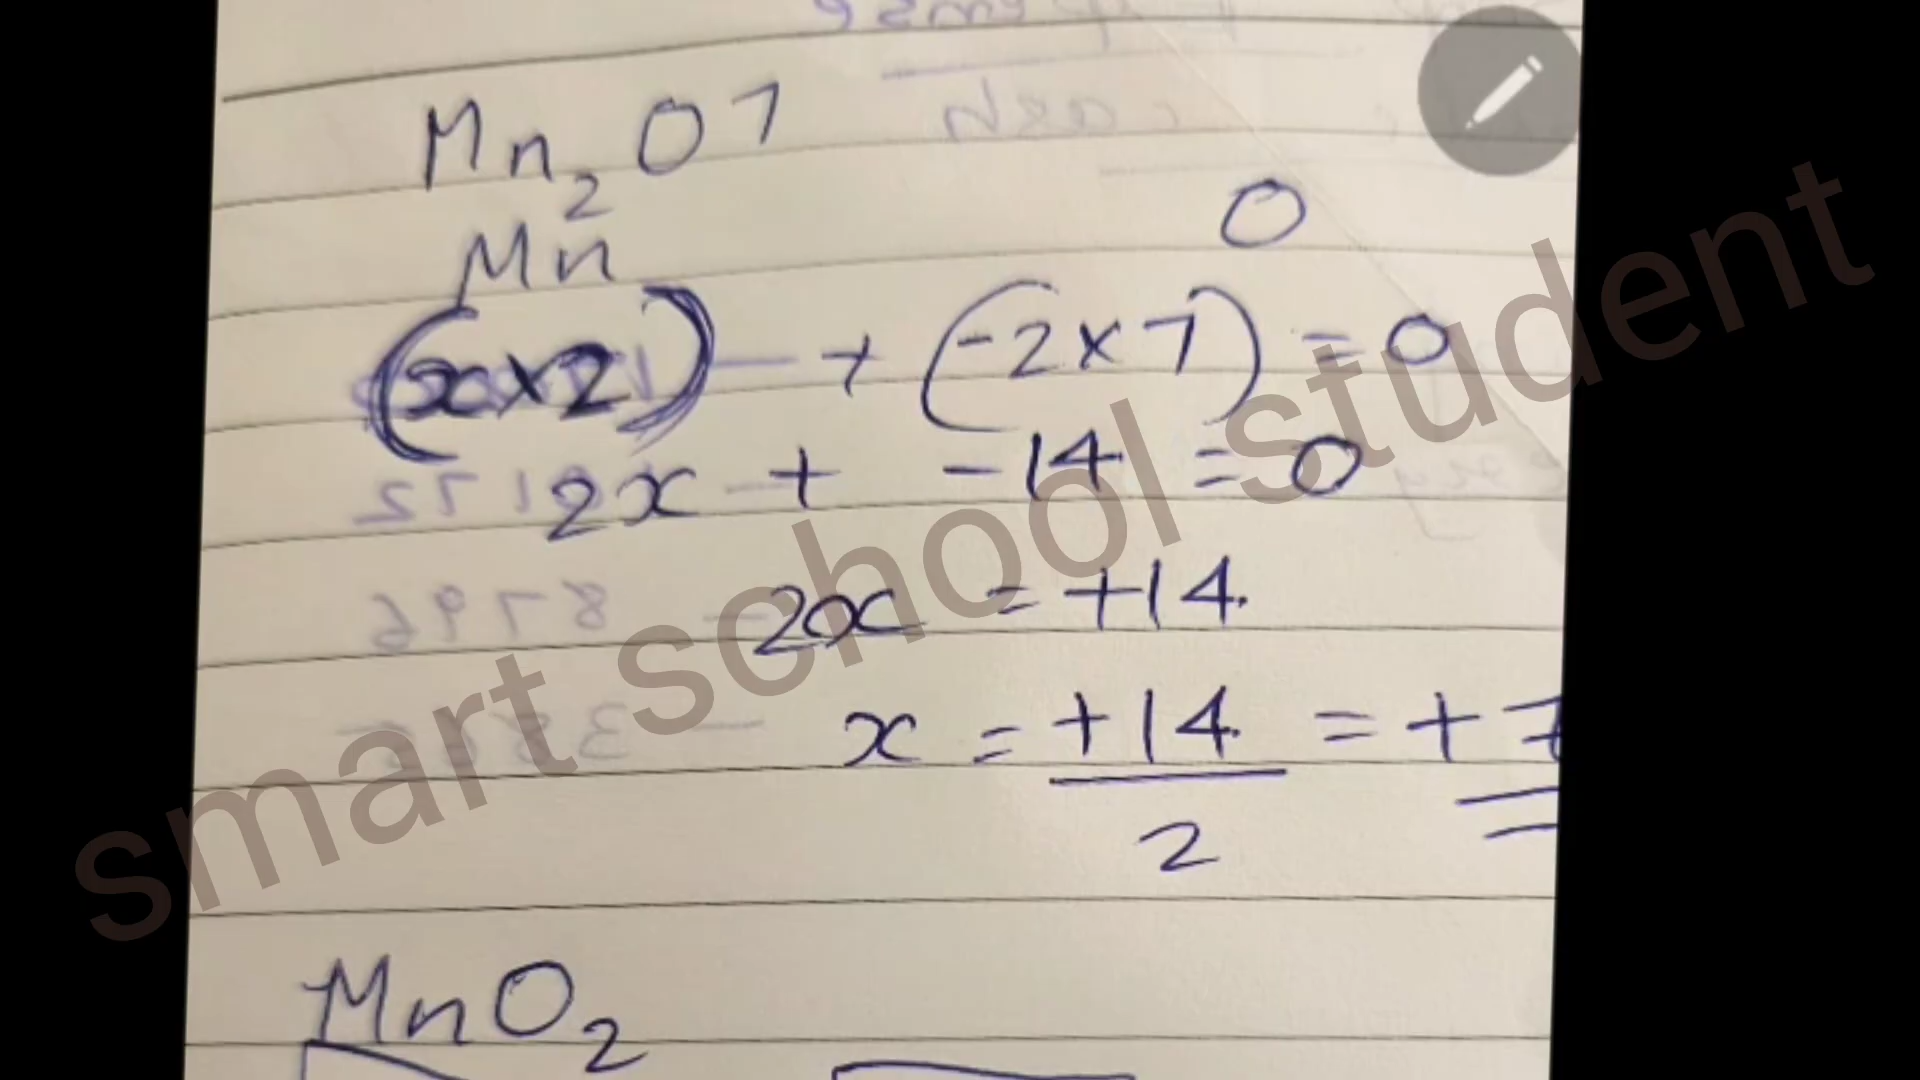 Mn₂O7
Mn O
(x×2) + (-2×7) = 0
2x + -14 = 0
2x = +14
x = +14/2 = +7
MnO₂
smart school student